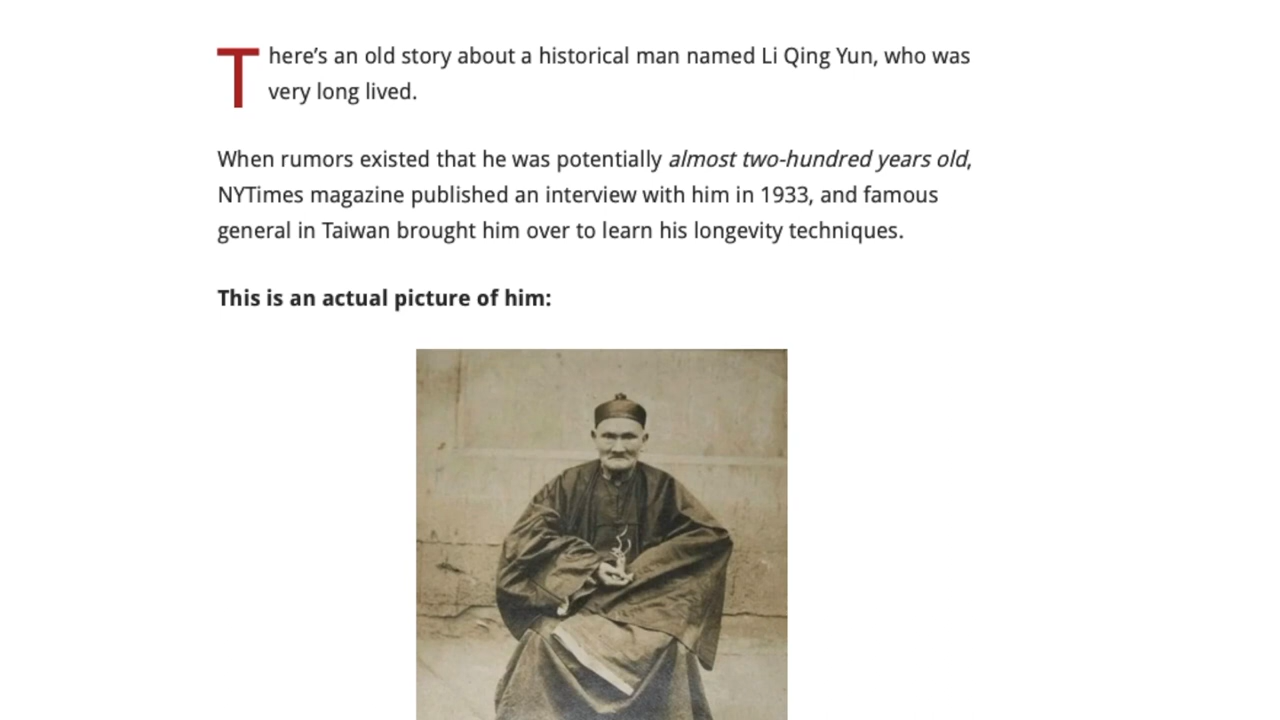 There’s an old story about a historical man named Li Qing Yun, who was
very long lived.
When rumors existed that he was potentially almost two-hundred years old,
NYTimes magazine published an interview with him in 1933, and famous
general in Taiwan brought him over to learn his longevity techniques.
This is an actual picture of him: